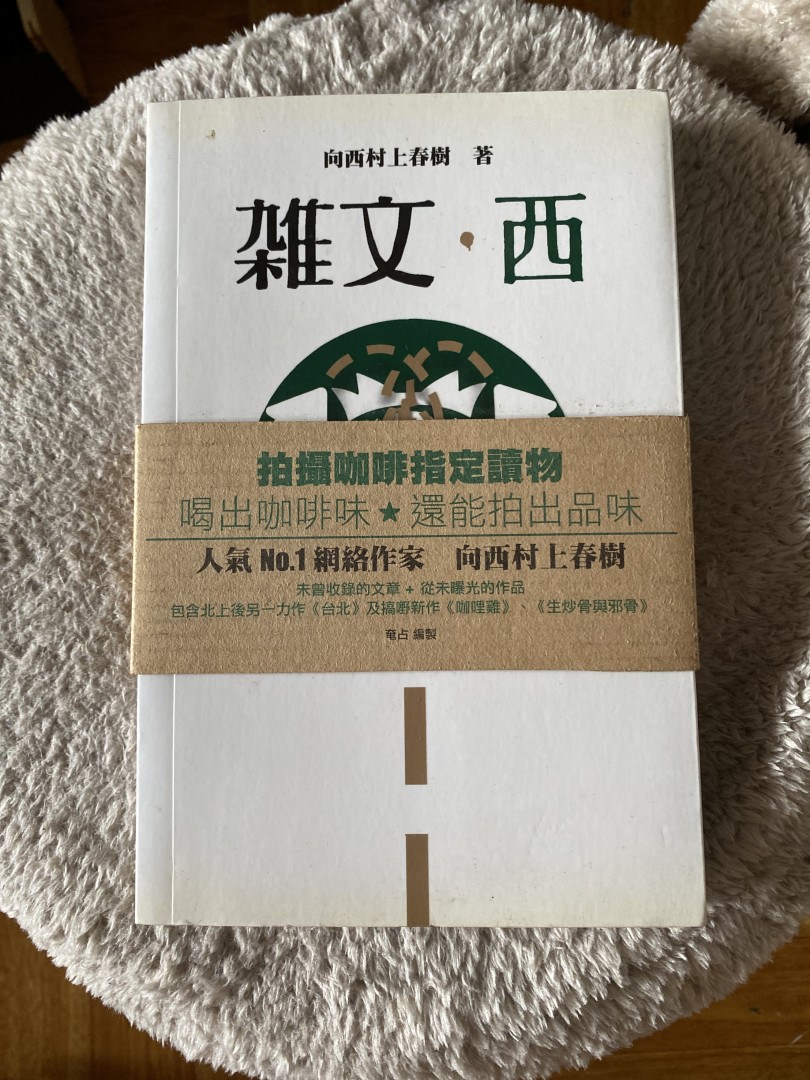 向西村上春樹 著
雑文・西
拍攝咖啡指定讀物
喝出咖啡味★還能拍出品味
人氣 No.1 網絡作家 向西村上春樹
未曾收錄的文章 + 從未曝光的作品
包含北上後另一力作《台北》及搞嘢新作《咖哩雞》、《生炒骨與邪骨》
奄占 編製